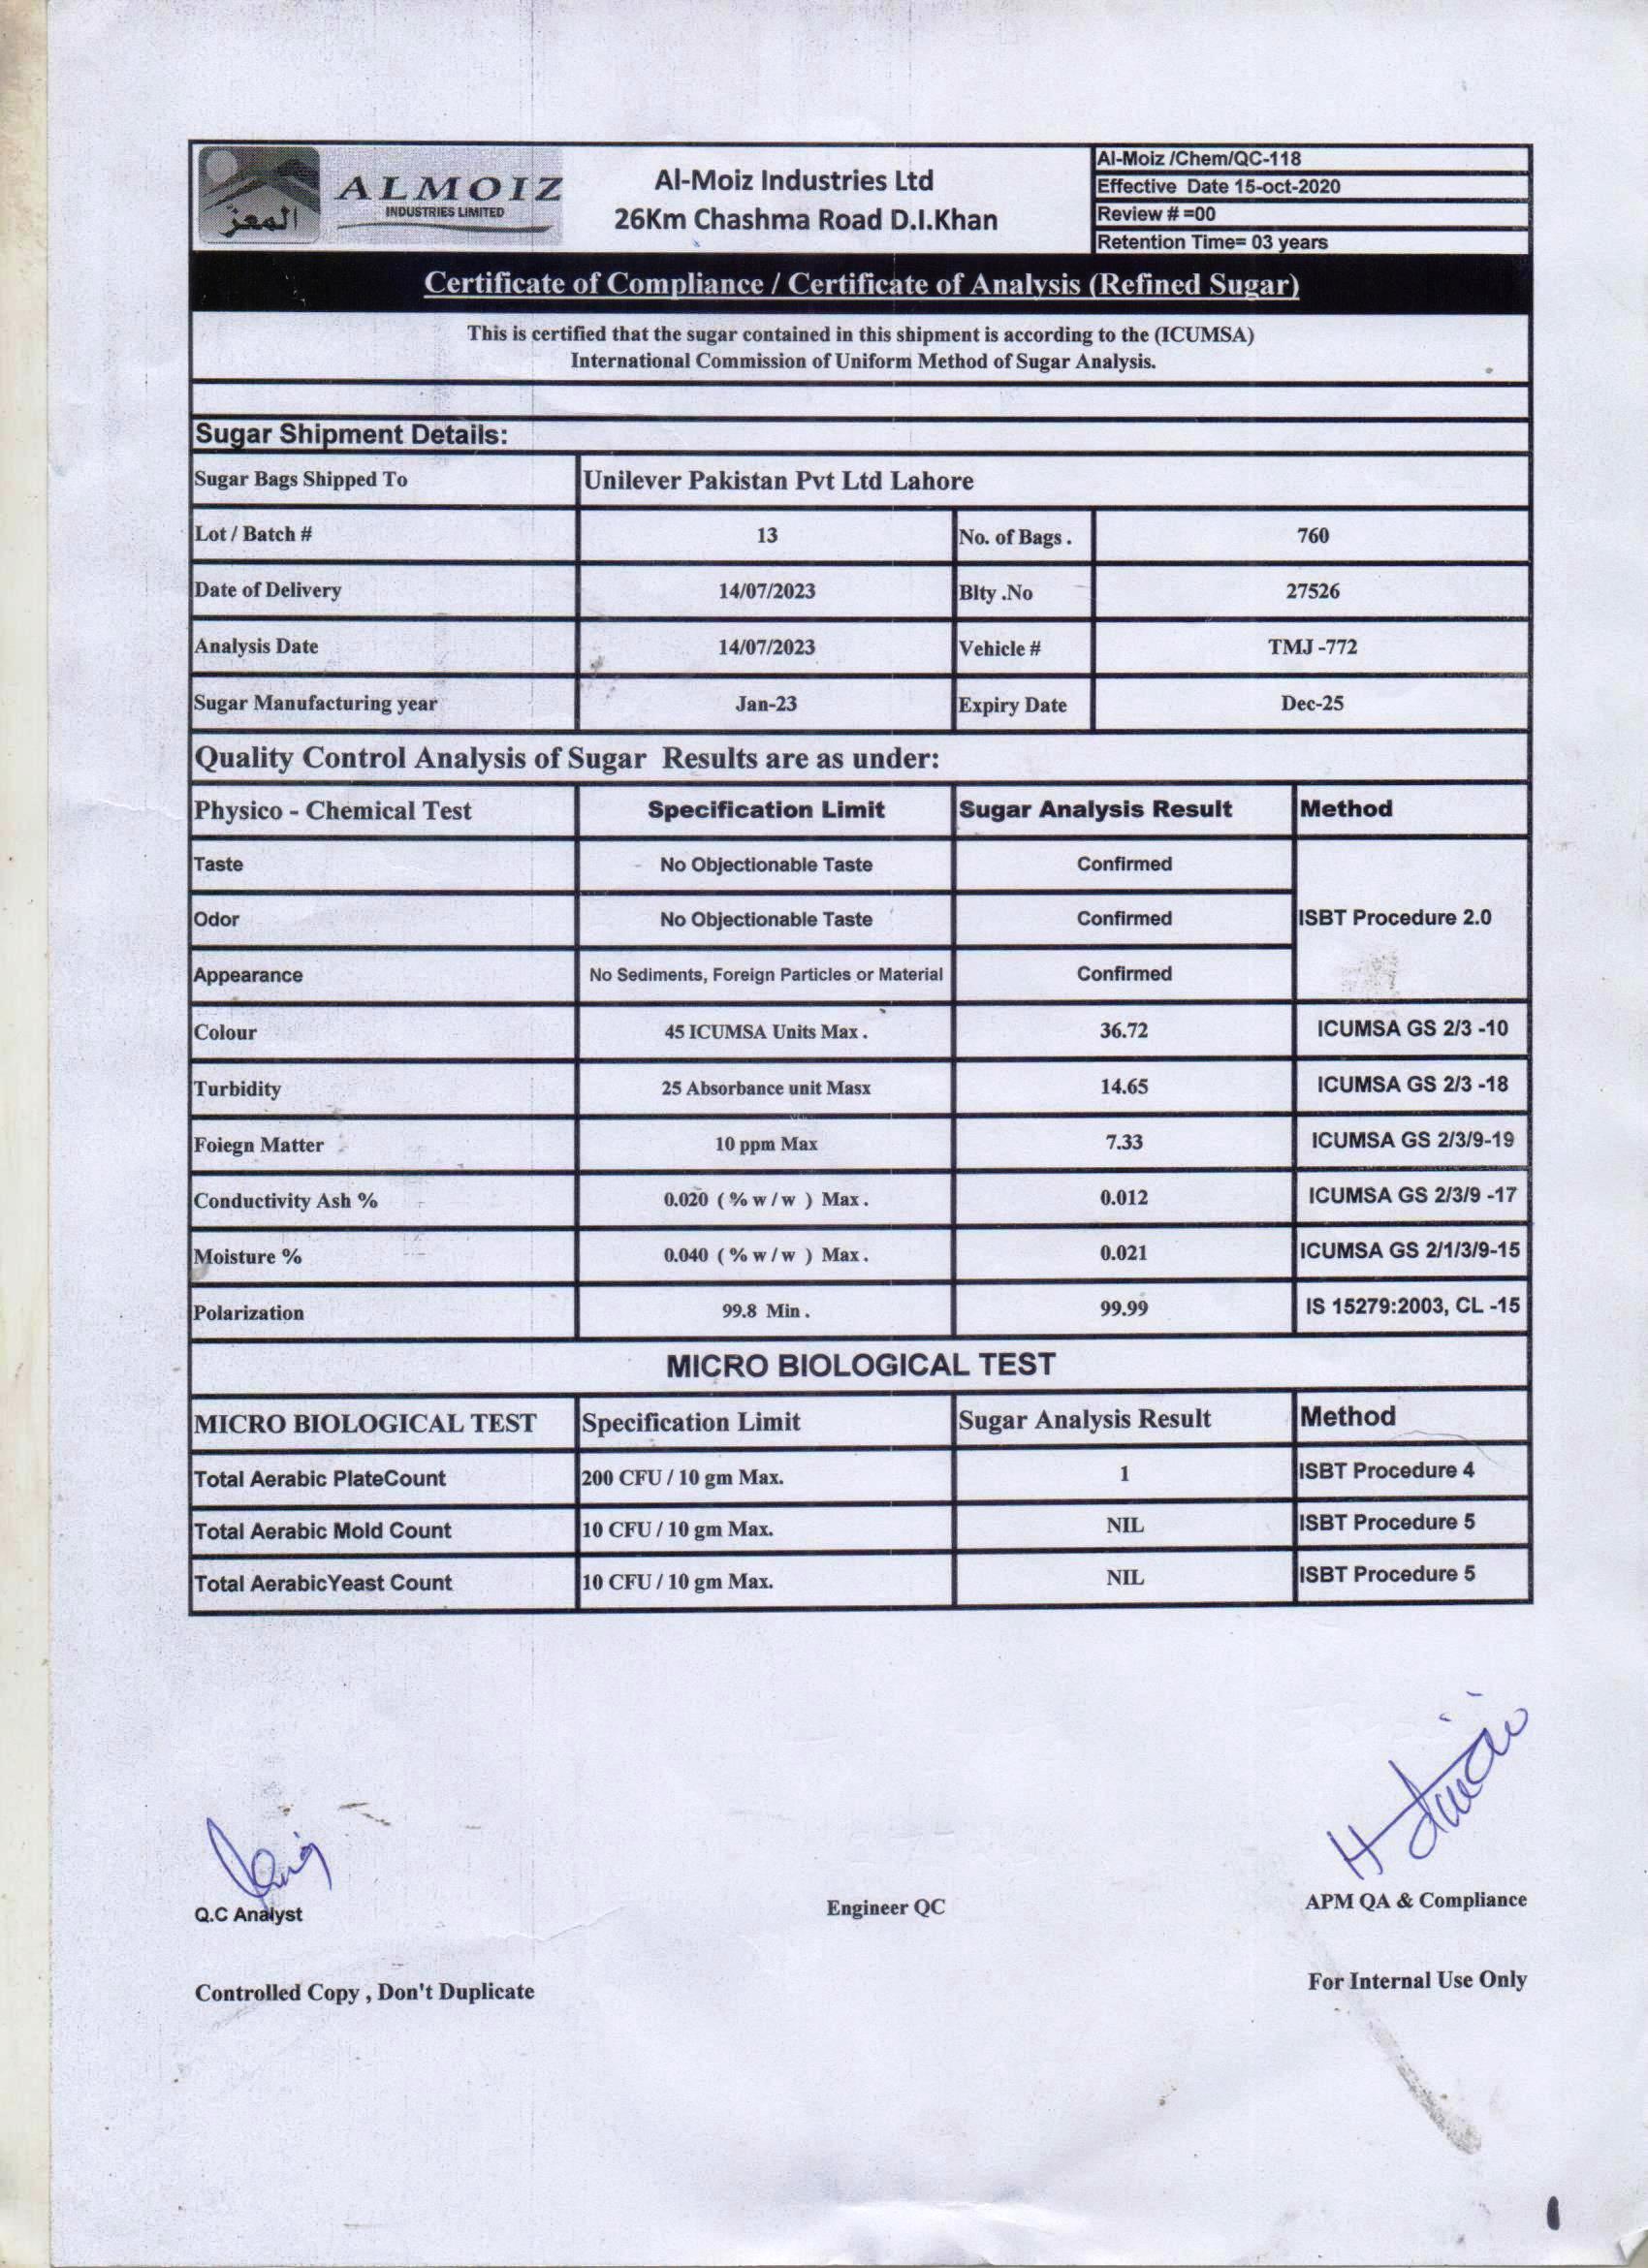 المعز
ALMOIZ
INDUSTRIES LIMITED
Al-Moiz Industries Ltd
26Km Chashma Road D.I.Khan
Al-Moiz /Chem/QC-118
Effective Date 15-oct-2020
Review # =00
Retention Time= 03 years
Certificate of Compliance / Certificate of Analysis (Refined Sugar)
This is certified that the sugar contained in this shipment is according to the (ICUMSA)
International Commission of Uniform Method of Sugar Analysis.
Sugar Shipment Details:
Sugar Bags Shipped To Unilever Pakistan Pvt Ltd Lahore
Lot / Batch # 13 No. of Bags . 760
Date of Delivery 14/07/2023 Blty .No 27526
Analysis Date 14/07/2023 Vehicle # TMJ -772
Sugar Manufacturing year Jan-23 Expiry Date Dec-25
Quality Control Analysis of Sugar Results are as under:
Physico - Chemical Test Specification Limit Sugar Analysis Result Method
Taste No Objectionable Taste Confirmed
Odor No Objectionable Taste Confirmed ISBT Procedure 2.0
Appearance No Sediments, Foreign Particles or Material Confirmed
Colour 45 ICUMSA Units Max . 36.72 ICUMSA GS 2/3 -10
Turbidity 25 Absorbance unit Masx 14.65 ICUMSA GS 2/3 -18
Foiegn Matter 10 ppm Max 7.33 ICUMSA GS 2/3/9-19
Conductivity Ash % 0.020 ( % w / w ) Max . 0.012 ICUMSA GS 2/3/9 -17
Moisture % 0.040 ( % w / w ) Max . 0.021 ICUMSA GS 2/1/3/9-15
Polarization 99.8 Min . 99.99 IS 15279:2003, CL -15
MICRO BIOLOGICAL TEST
MICRO BIOLOGICAL TEST Specification Limit Sugar Analysis Result Method
Total Aerabic PlateCount 200 CFU / 10 gm Max. 1 ISBT Procedure 4
Total Aerabic Mold Count 10 CFU / 10 gm Max. NIL ISBT Procedure 5
Total AerabicYeast Count 10 CFU / 10 gm Max. NIL ISBT Procedure 5
Q.C Analyst Engineer QC APM QA & Compliance
Controlled Copy , Don't Duplicate For Internal Use Only